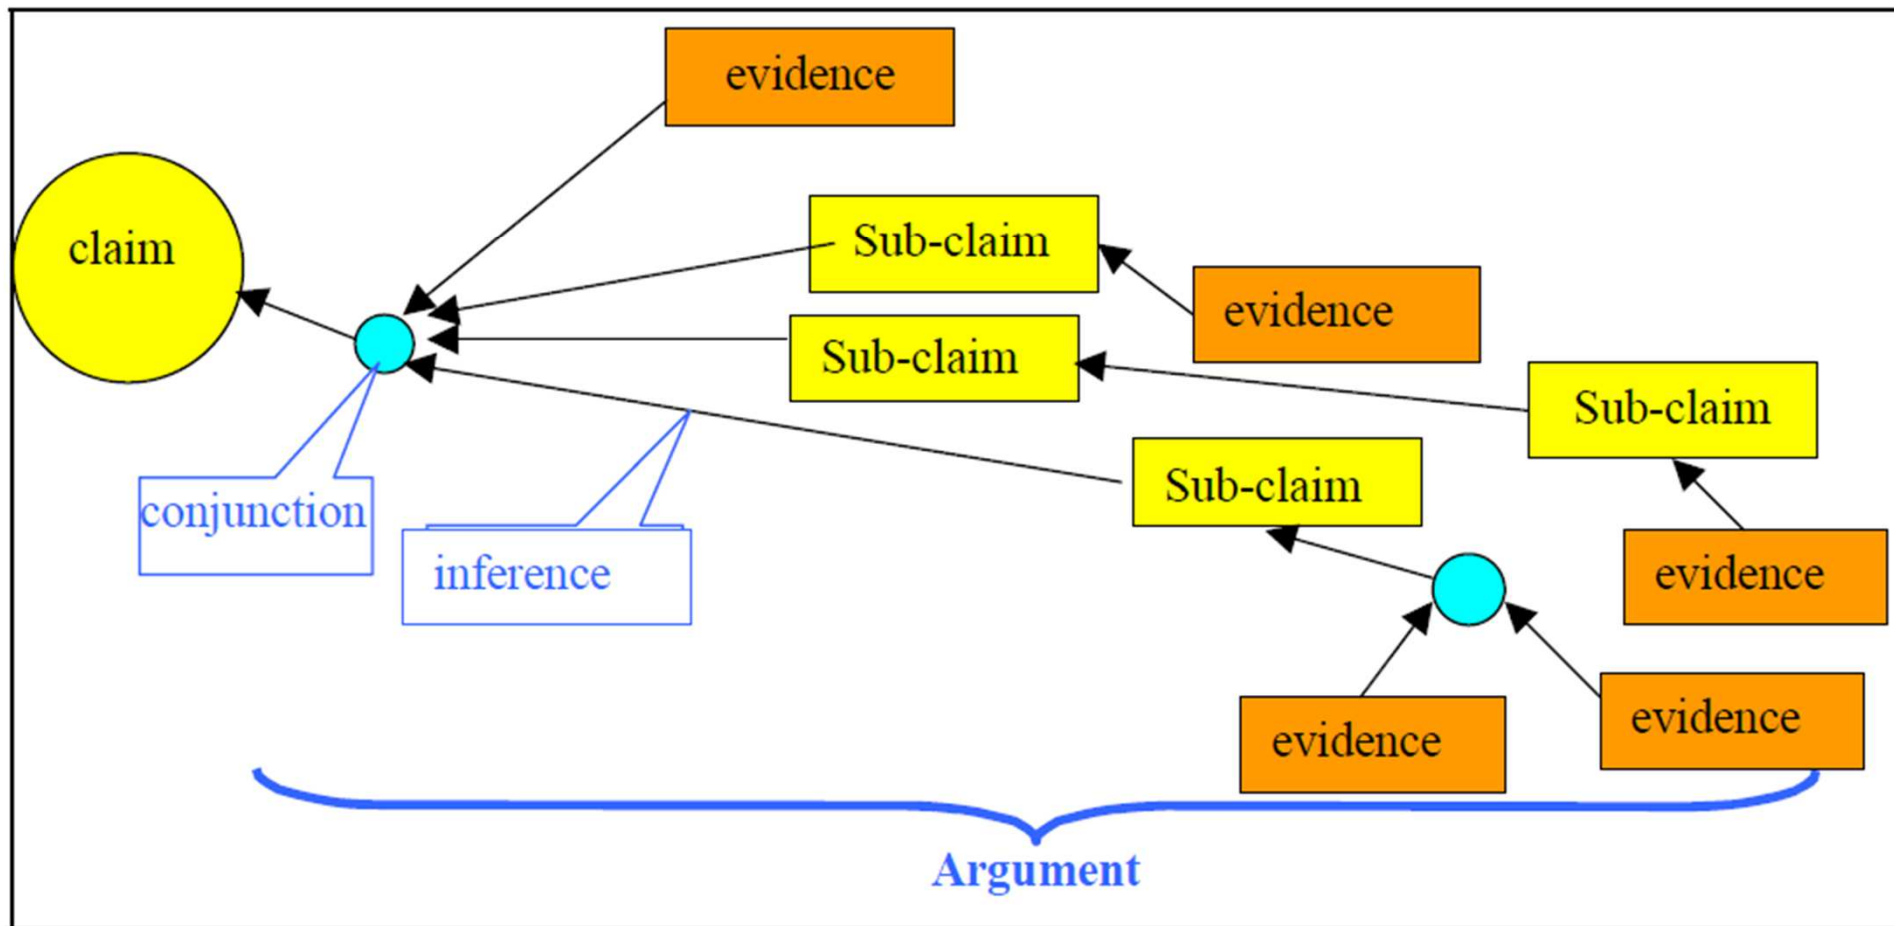 evidence
claim
Sub-claim
evidence
Sub-claim
Sub-claim
Sub-claim
conjunction
inference
evidence
evidence
evidence
Argument